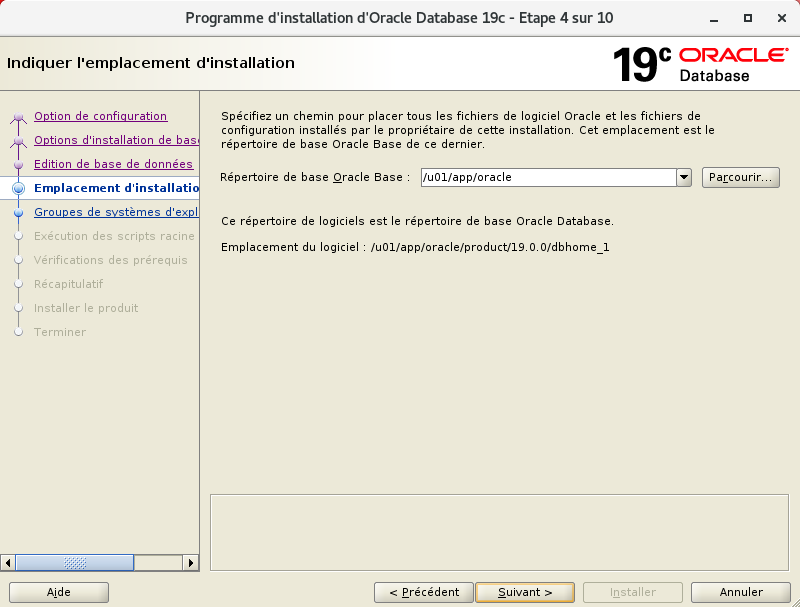 Programme d'installation d'Oracle Database 19c - Etape 4 sur 10
Indiquer l'emplacement d'installation
19c ORACLE
Database
Option de configuration
Options d'installation de base
Edition de base de données
Emplacement d'installatio
Groupes de systèmes d'expl
Exécution des scripts racine
Vérifications des prérequis
Récapitulatif
Installer le produit
Terminer
Spécifiez un chemin pour placer tous les fichiers de logiciel Oracle et les fichiers de
configuration installés par le propriétaire de cette installation. Cet emplacement est le
répertoire de base Oracle Base de ce dernier.
Répertoire de base Oracle Base : /u01/app/oracle Parcourir...
Ce répertoire de logiciels est le répertoire de base Oracle Database.
Emplacement du logiciel : /u01/app/oracle/product/19.0.0/dbhome_1
Aide < Précédent Suivant > Installer Annuler